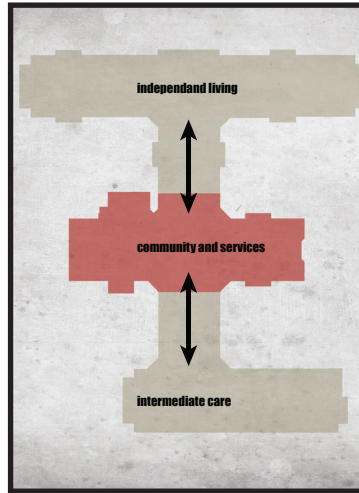 independand living
community and services
intermediate care